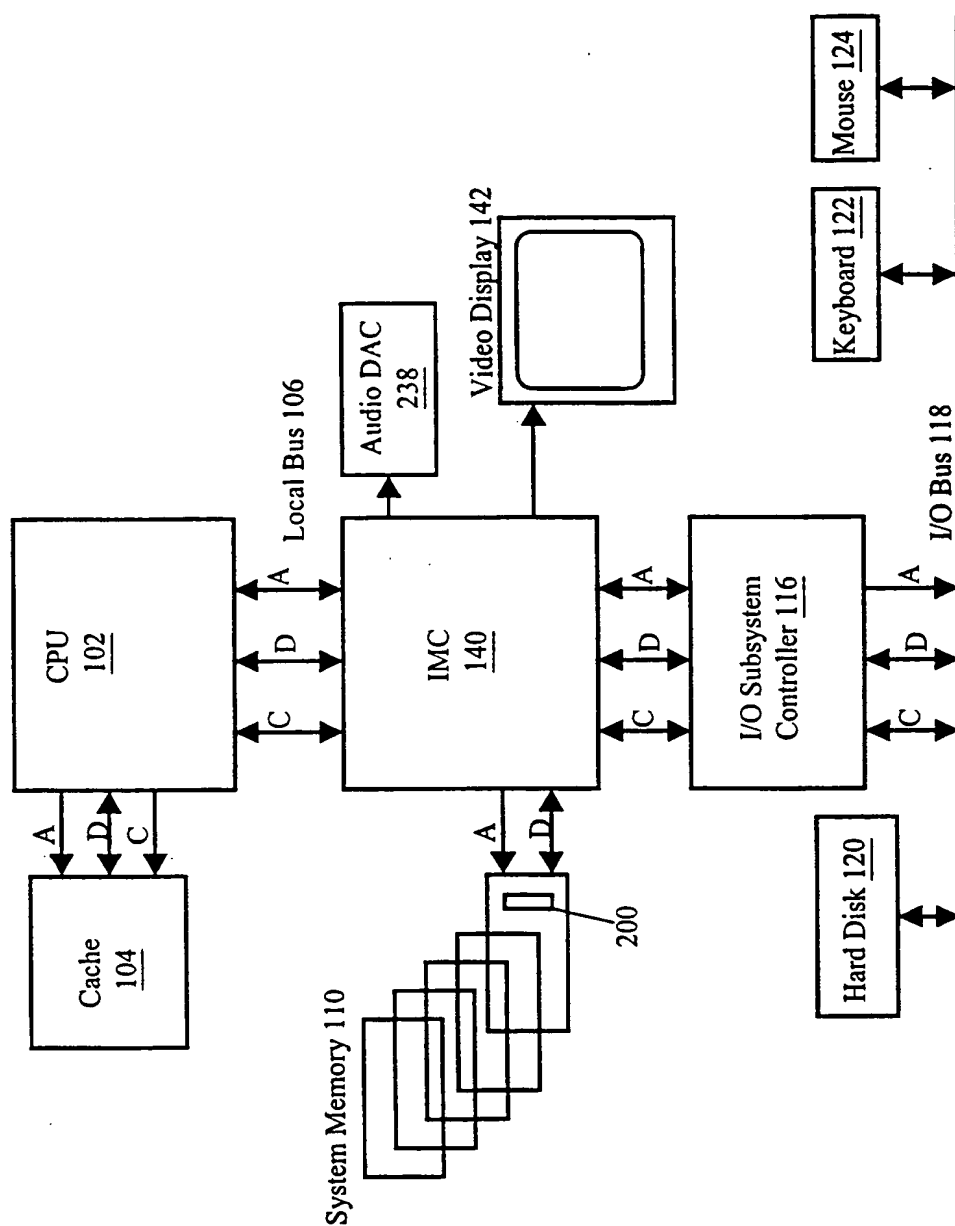 Cache
104
A
D
C
CPU
102
Local Bus 106
C
D
A
System Memory 110
200
A
D
IMC
140
Audio DAC
238
Video Display 142
C
D
A
I/O Subsystem
Controller 116
Hard Disk 120
C
D
A
I/O Bus 118
Keyboard 122
Mouse 124